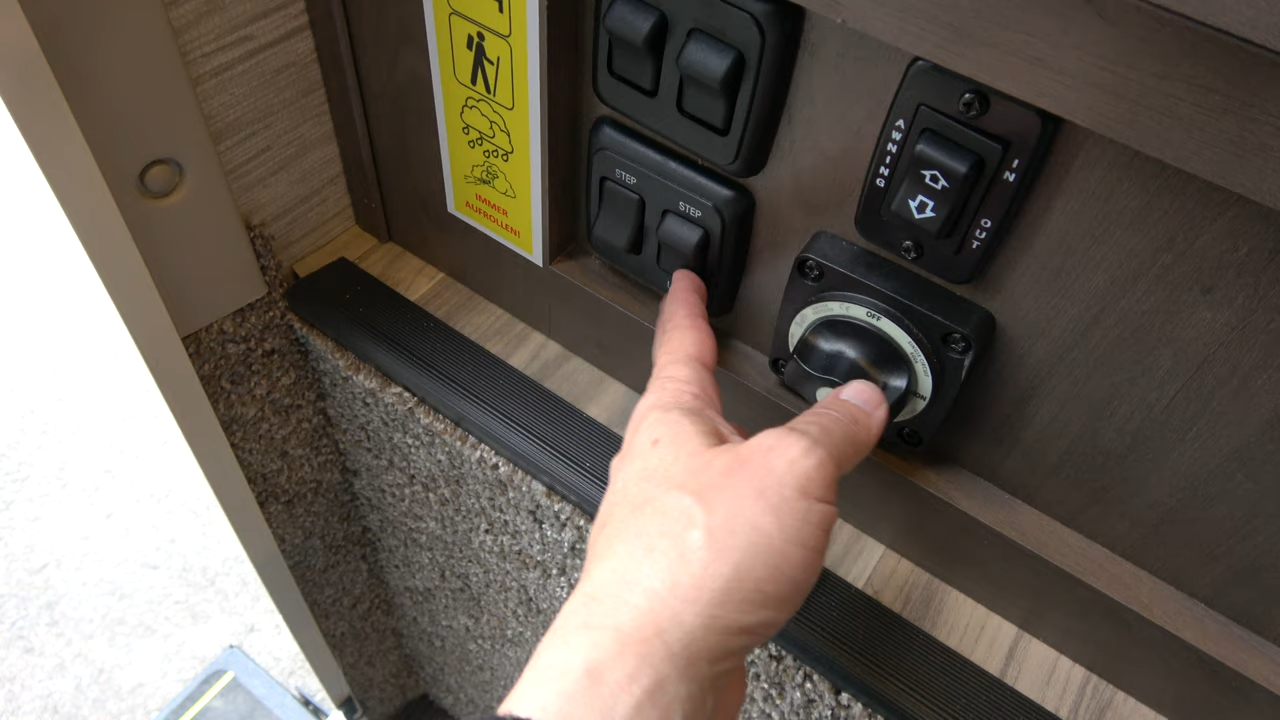 IMMER
AUFROLLEN!
STEP
STEP
AWNING
IN
OUT
OFF
ON